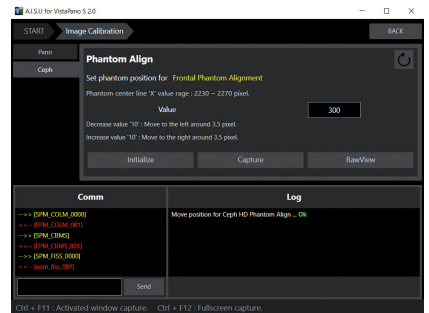 A.J.S.U for VistaPano S 2.0
START
Image Calibration
BACK
Pano
Ceph
Phantom Align
Set phantom position for Frontal Phantom Alignment
Phantom center line 'X' value rage : 2230 ~ 2270 pixel.
Value
300
Decrease value '10' : Move to the left around 3.5 pixel.
Increase value '10' : Move to the right around 3.5 pixel.
Initialize
Capture
RawView
Comm
Log
-->> [SPM_COLM_0008]
<<-- [EPM_COLM_001]
-->> [SPM_CBMS]
<<-- [EPM_CBMS_001]
-->> [SPM_FISS_0000]
<<-- [epm_fiss_001]
Move position for Ceph HD Phantom Align ... Ok
Send
Ctrl + F11 : Activated window capture. Ctrl + F12 : Fullscreen capture.